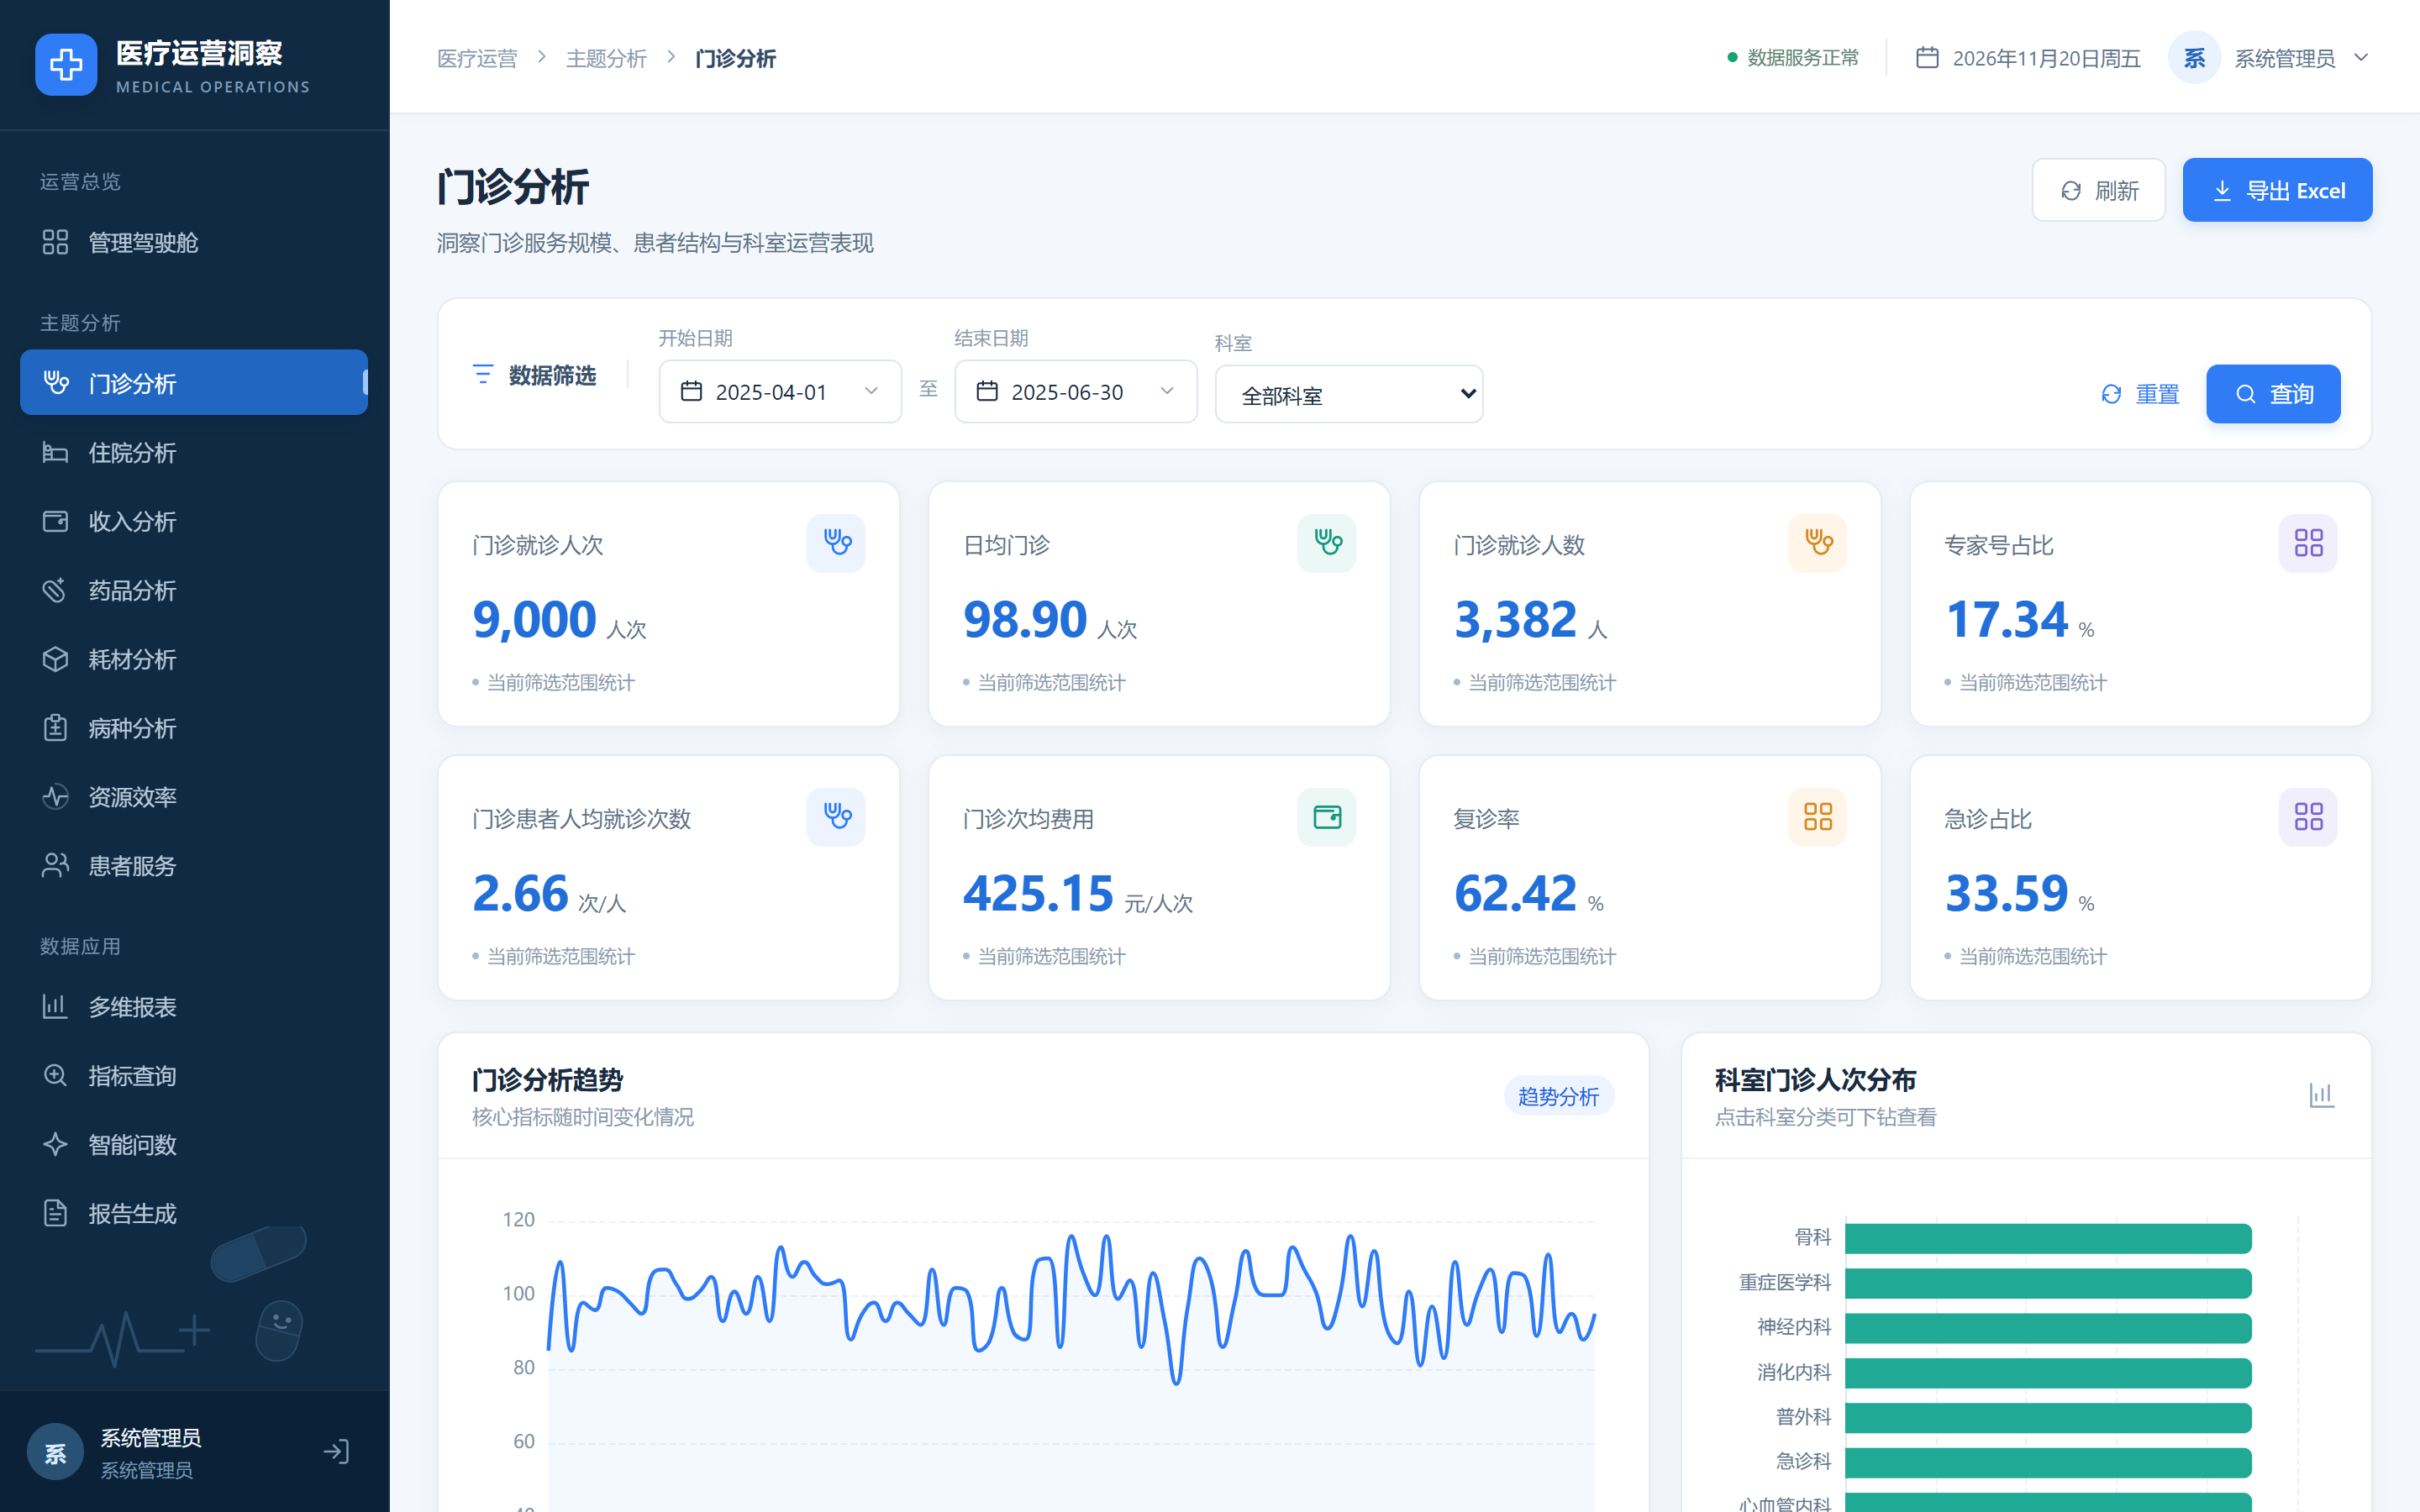 医疗运营洞察
MEDICAL OPERATIONS
运营总览
管理驾驶舱
主题分析
门诊分析
住院分析
收入分析
药品分析
耗材分析
病种分析
资源效率
患者服务
数据应用
多维报表
指标查询
智能问数
报告生成
系
系统管理员
系统管理员
医疗运营 > 主题分析 > 门诊分析
数据服务正常
2026年11月20日周五
系 系统管理员
门诊分析
洞察门诊服务规模、患者结构与科室运营表现
刷新
导出 Excel
数据筛选
开始日期
2025-04-01
至
结束日期
2025-06-30
科室
全部科室
重置
查询
门诊就诊人次
9,000 人次
当前筛选范围统计
日均门诊
98.90 人次
当前筛选范围统计
门诊就诊人数
3,382 人
当前筛选范围统计
专家号占比
17.34 %
当前筛选范围统计
门诊患者人均就诊次数
2.66 次/人
当前筛选范围统计
门诊次均费用
425.15 元/人次
当前筛选范围统计
复诊率
62.42 %
当前筛选范围统计
急诊占比
33.59 %
当前筛选范围统计
门诊分析趋势
核心指标随时间变化情况
趋势分析
120
100
80
60
科室门诊人次分布
点击科室分类可下钻查看
骨科
重症医学科
神经内科
消化内科
普外科
急诊科
心血管内科